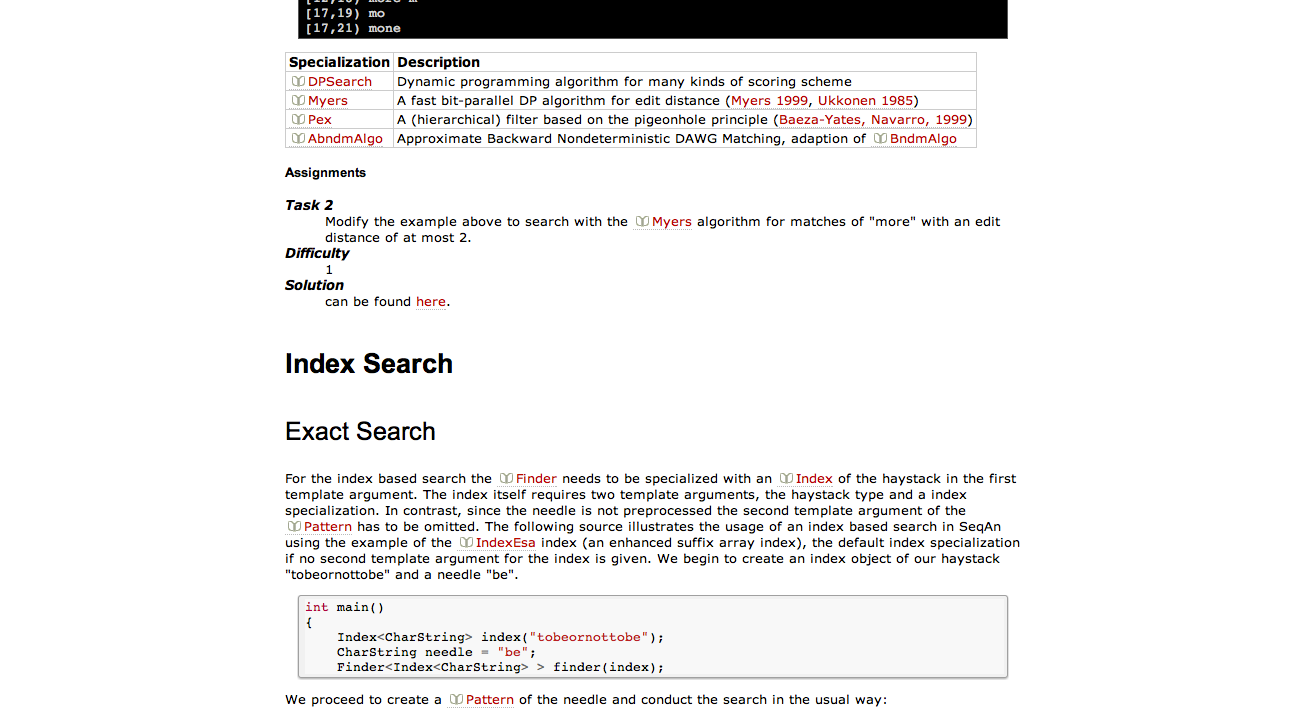 [17,19) mo
[17,21) mone
Specialization Description
DPSearch Dynamic programming algorithm for many kinds of scoring scheme
Myers A fast bit-parallel DP algorithm for edit distance (Myers 1999, Ukkonen 1985)
Pex A (hierarchical) filter based on the pigeonhole principle (Baeza-Yates, Navarro, 1999)
AbndmAlgo Approximate Backward Nondeterministic DAWG Matching, adaption of BndmAlgo
Assignments
Task 2
Modify the example above to search with the Myers algorithm for matches of "more" with an edit
distance of at most 2.
Difficulty
1
Solution
can be found here.
Index Search
Exact Search
For the index based search the Finder needs to be specialized with an Index of the haystack in the first
template argument. The index itself requires two template arguments, the haystack type and a index
specialization. In contrast, since the needle is not preprocessed the second template argument of the
Pattern has to be omitted. The following source illustrates the usage of an index based search in SeqAn
using the example of the IndexEsa index (an enhanced suffix array index), the default index specialization
if no second template argument for the index is given. We begin to create an index object of our haystack
"tobeornottobe" and a needle "be".
int main()
{
    Index<CharString> index("tobeornottobe");
    CharString needle = "be";
    Finder<Index<CharString> > finder(index);
We proceed to create a Pattern of the needle and conduct the search in the usual way: